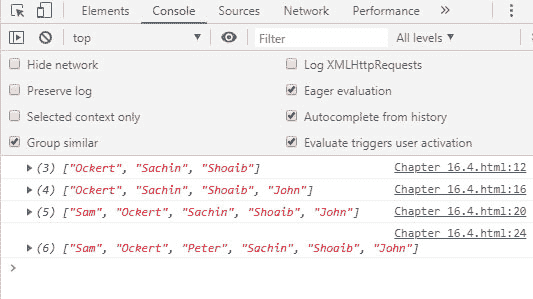 Elements Console Sources Network Performance »
top Filter All levels
Hide network Log XMLHttpRequests
Preserve log Eager evaluation
Selected context only Autocomplete from history
Group similar Evaluate triggers user activation
(3) ["Ockert", "Sachin", "Shoaib"] Chapter 16.4.html:12
(4) ["Ockert", "Sachin", "Shoaib", "John"] Chapter 16.4.html:16
(5) ["Sam", "Ockert", "Sachin", "Shoaib", "John"] Chapter 16.4.html:20
Chapter 16.4.html:24
(6) ["Sam", "Ockert", "Peter", "Sachin", "Shoaib", "John"]
>